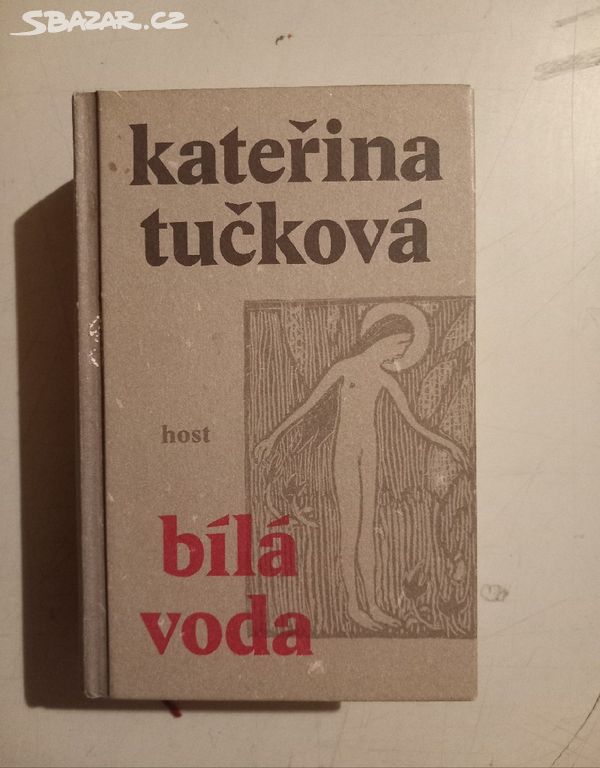 SBAZAR.CZ
kateřina
tučková
host
bílá
voda